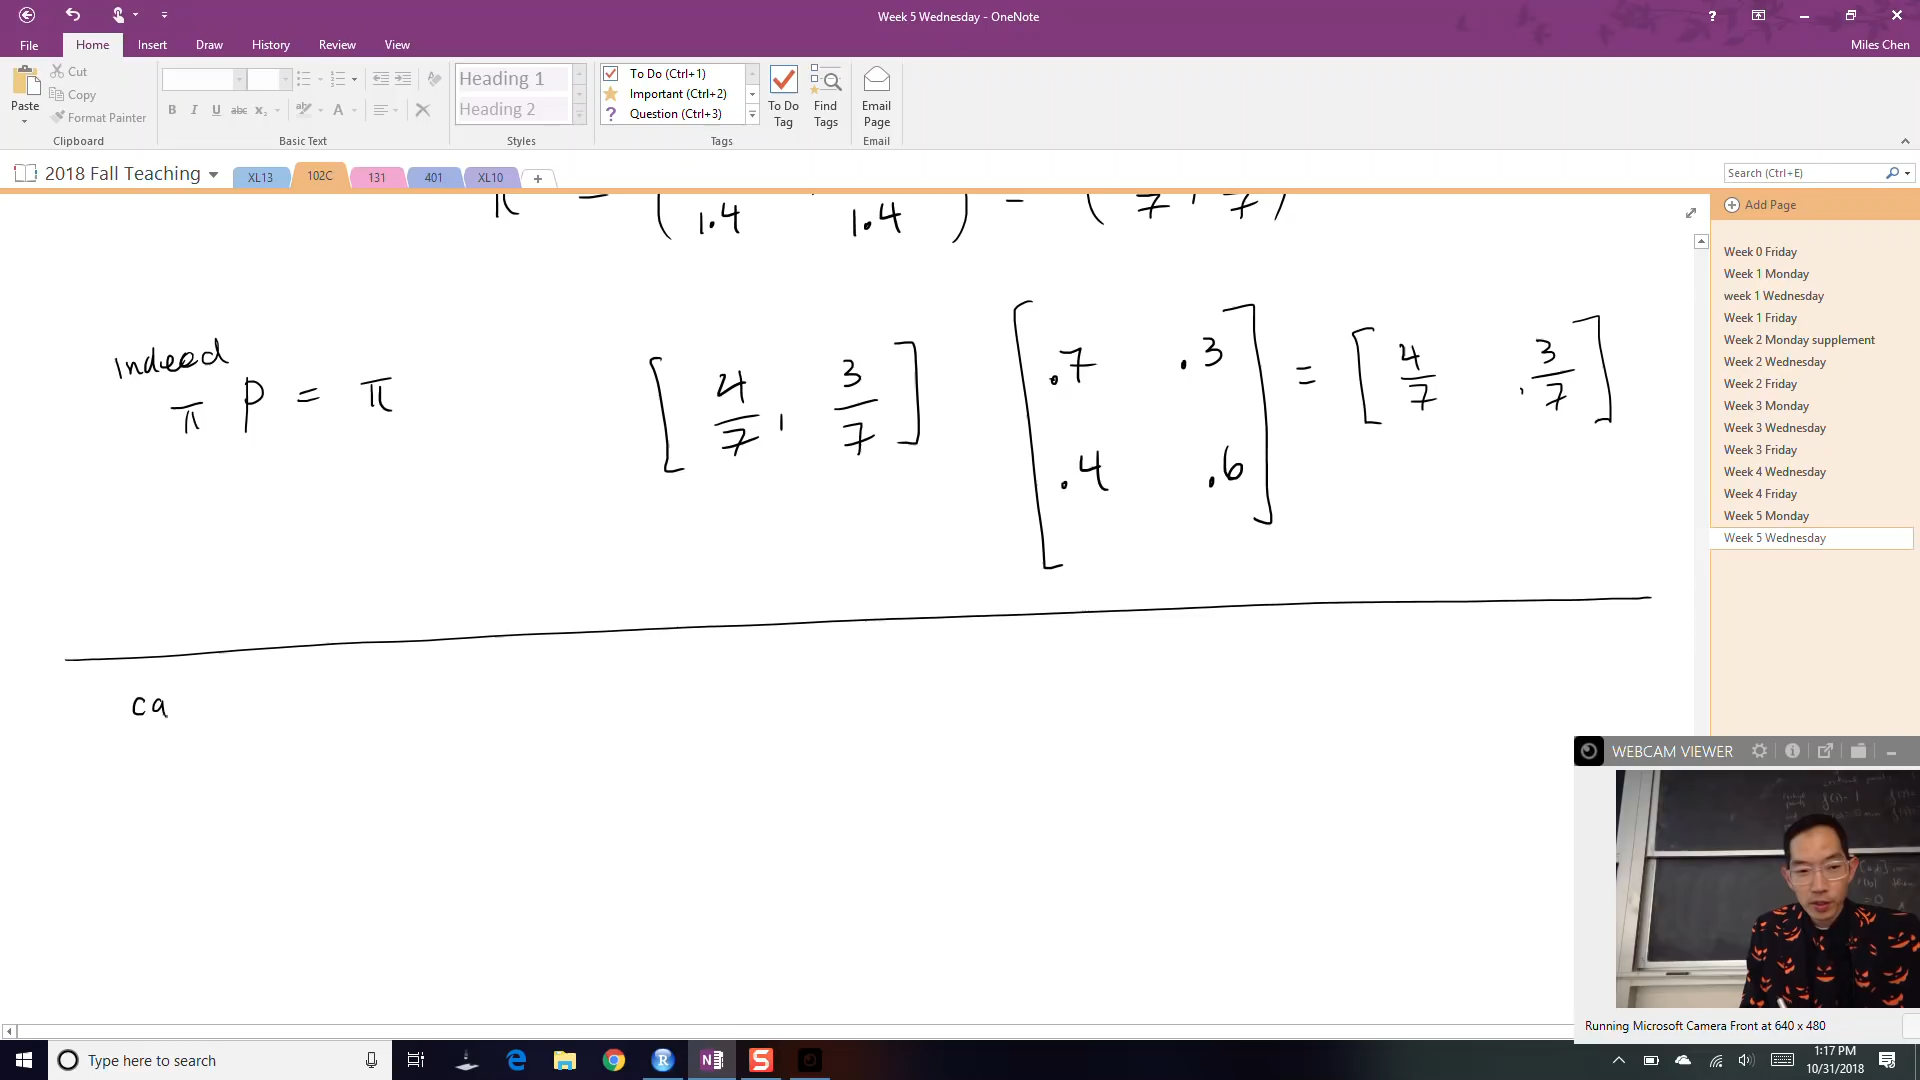 Week 5 Wednesday - OneNote
File Home Insert Draw History Review View Miles Chen
Paste Cut Copy Format Painter
Clipboard
B I U abc x₂ A
Basic Text
Heading 1
Heading 2
Styles
To Do (Ctrl+1)
Important (Ctrl+2)
Question (Ctrl+3)
To Do Tag
Find Tags
Tags
Email Page
Email
2018 Fall Teaching XL13 102C 131 401 XL10 +
Search (Ctrl+E)
Add Page
Week 0 Friday
Week 1 Monday
week 1 Wednesday
Week 1 Friday
Week 2 Monday supplement
Week 2 Wednesday
Week 2 Friday
Week 3 Monday
Week 3 Wednesday
Week 3 Friday
Week 4 Wednesday
Week 4 Friday
Week 5 Monday
Week 5 Wednesday
π = ( 1.4 , 1.4 ) = ( 7 , 7 )
Indeed
π P = π
[ 4/7 , 3/7 ] [ .7 .3 .4 .6 ] = [ 4/7 , 3/7 ]
ca
WEBCAM VIEWER
Running Microsoft Camera Front at 640 x 480
Type here to search
1:17 PM
10/31/2018